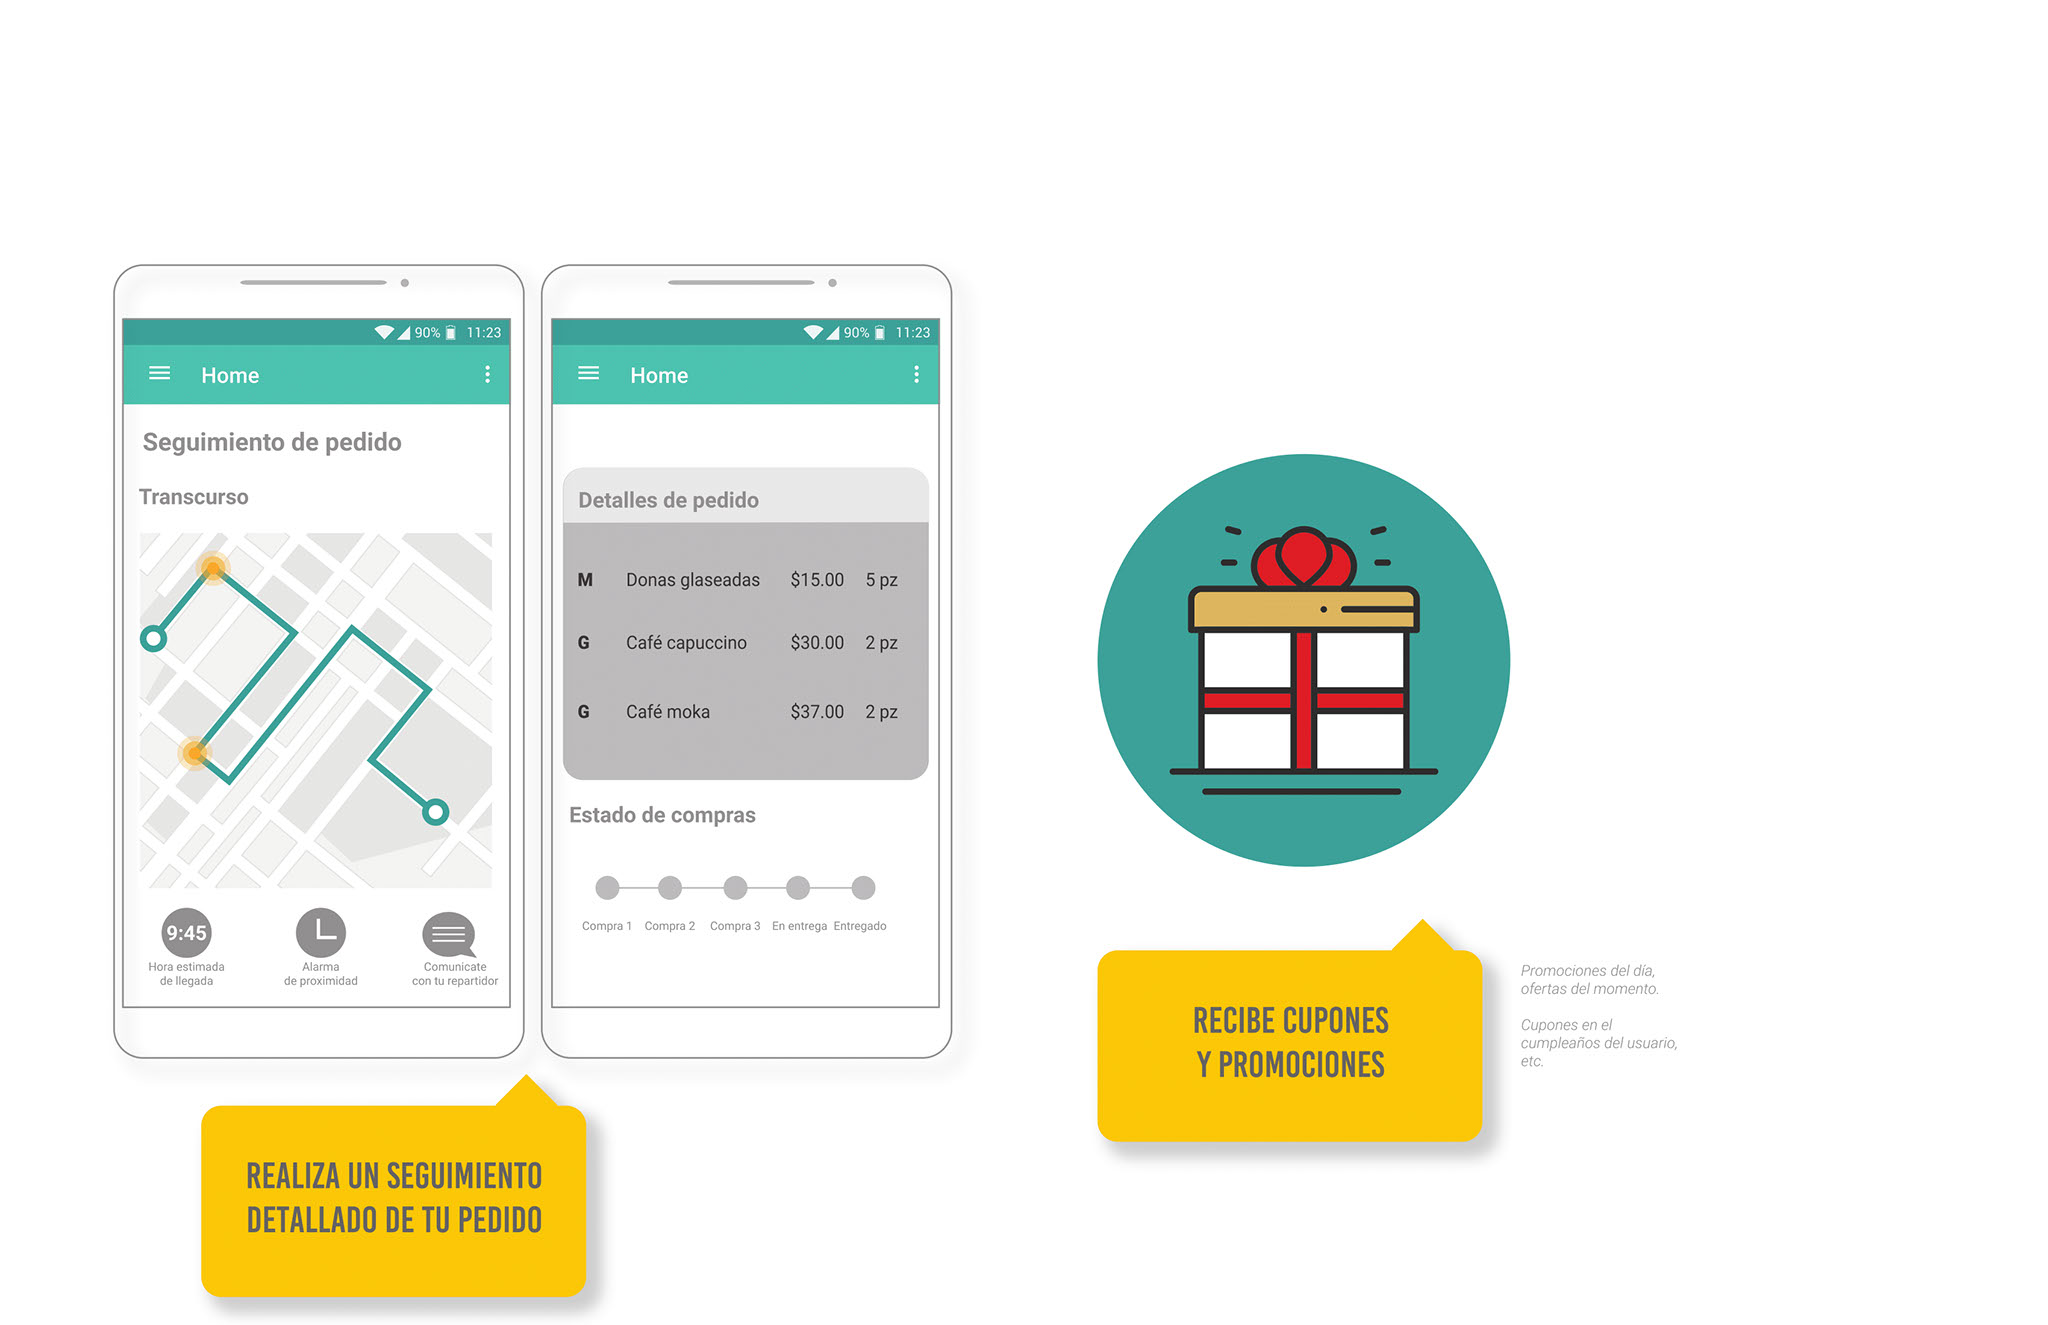 90% 11:23
Home
Seguimiento de pedido
Transcurso
9:45
Hora estimada
de llegada
Alarma
de proximidad
Comunicate
con tu repartidor
90% 11:23
Home
Detalles de pedido
M Donas glaseadas $15.00 5 pz
G Café capuccino $30.00 2 pz
G Café moka $37.00 2 pz
Estado de compras
Compra 1 Compra 2 Compra 3 En entrega Entregado
REALIZA UN SEGUIMIENTO
DETALLADO DE TU PEDIDO
RECIBE CUPONES
Y PROMOCIONES
Promociones del día,
ofertas del momento.
Cupones en el
cumpleaños del usuario,
etc.